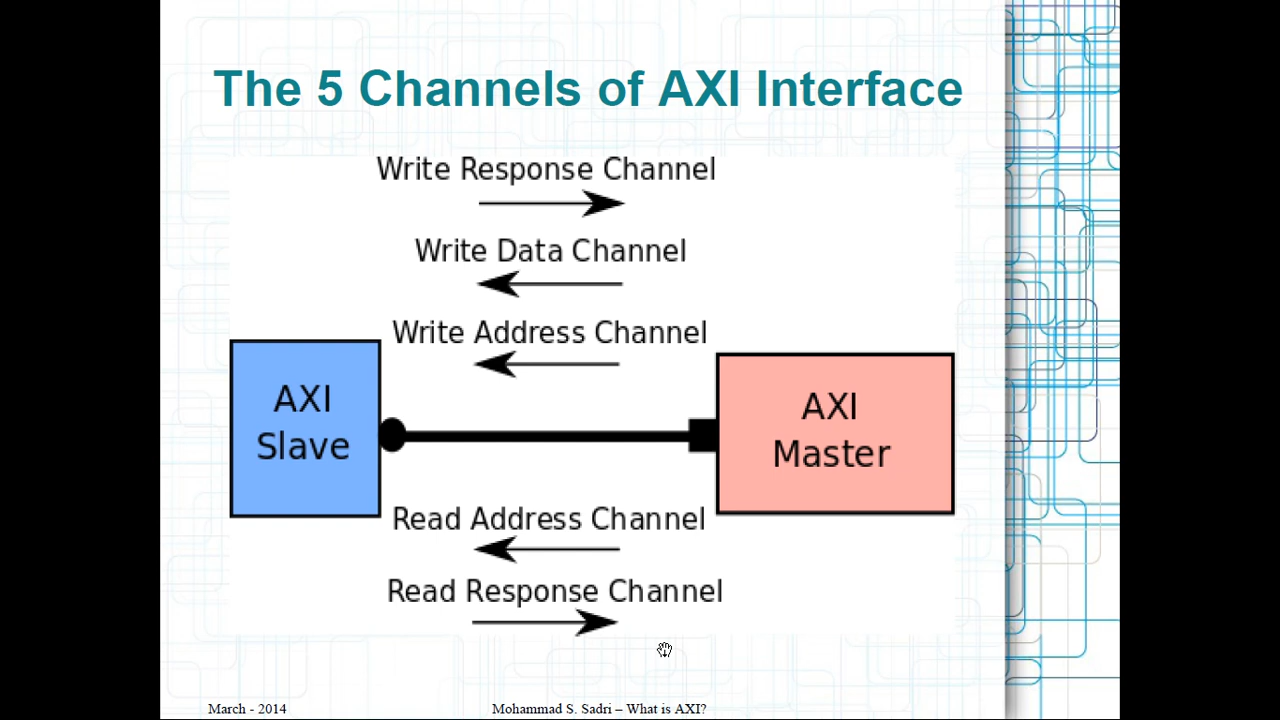 The 5 Channels of AXI Interface
Write Response Channel
Write Data Channel
Write Address Channel
AXI
Slave
AXI
Master
Read Address Channel
Read Response Channel
March - 2014
Mohammad S. Sadri – What is AXI?